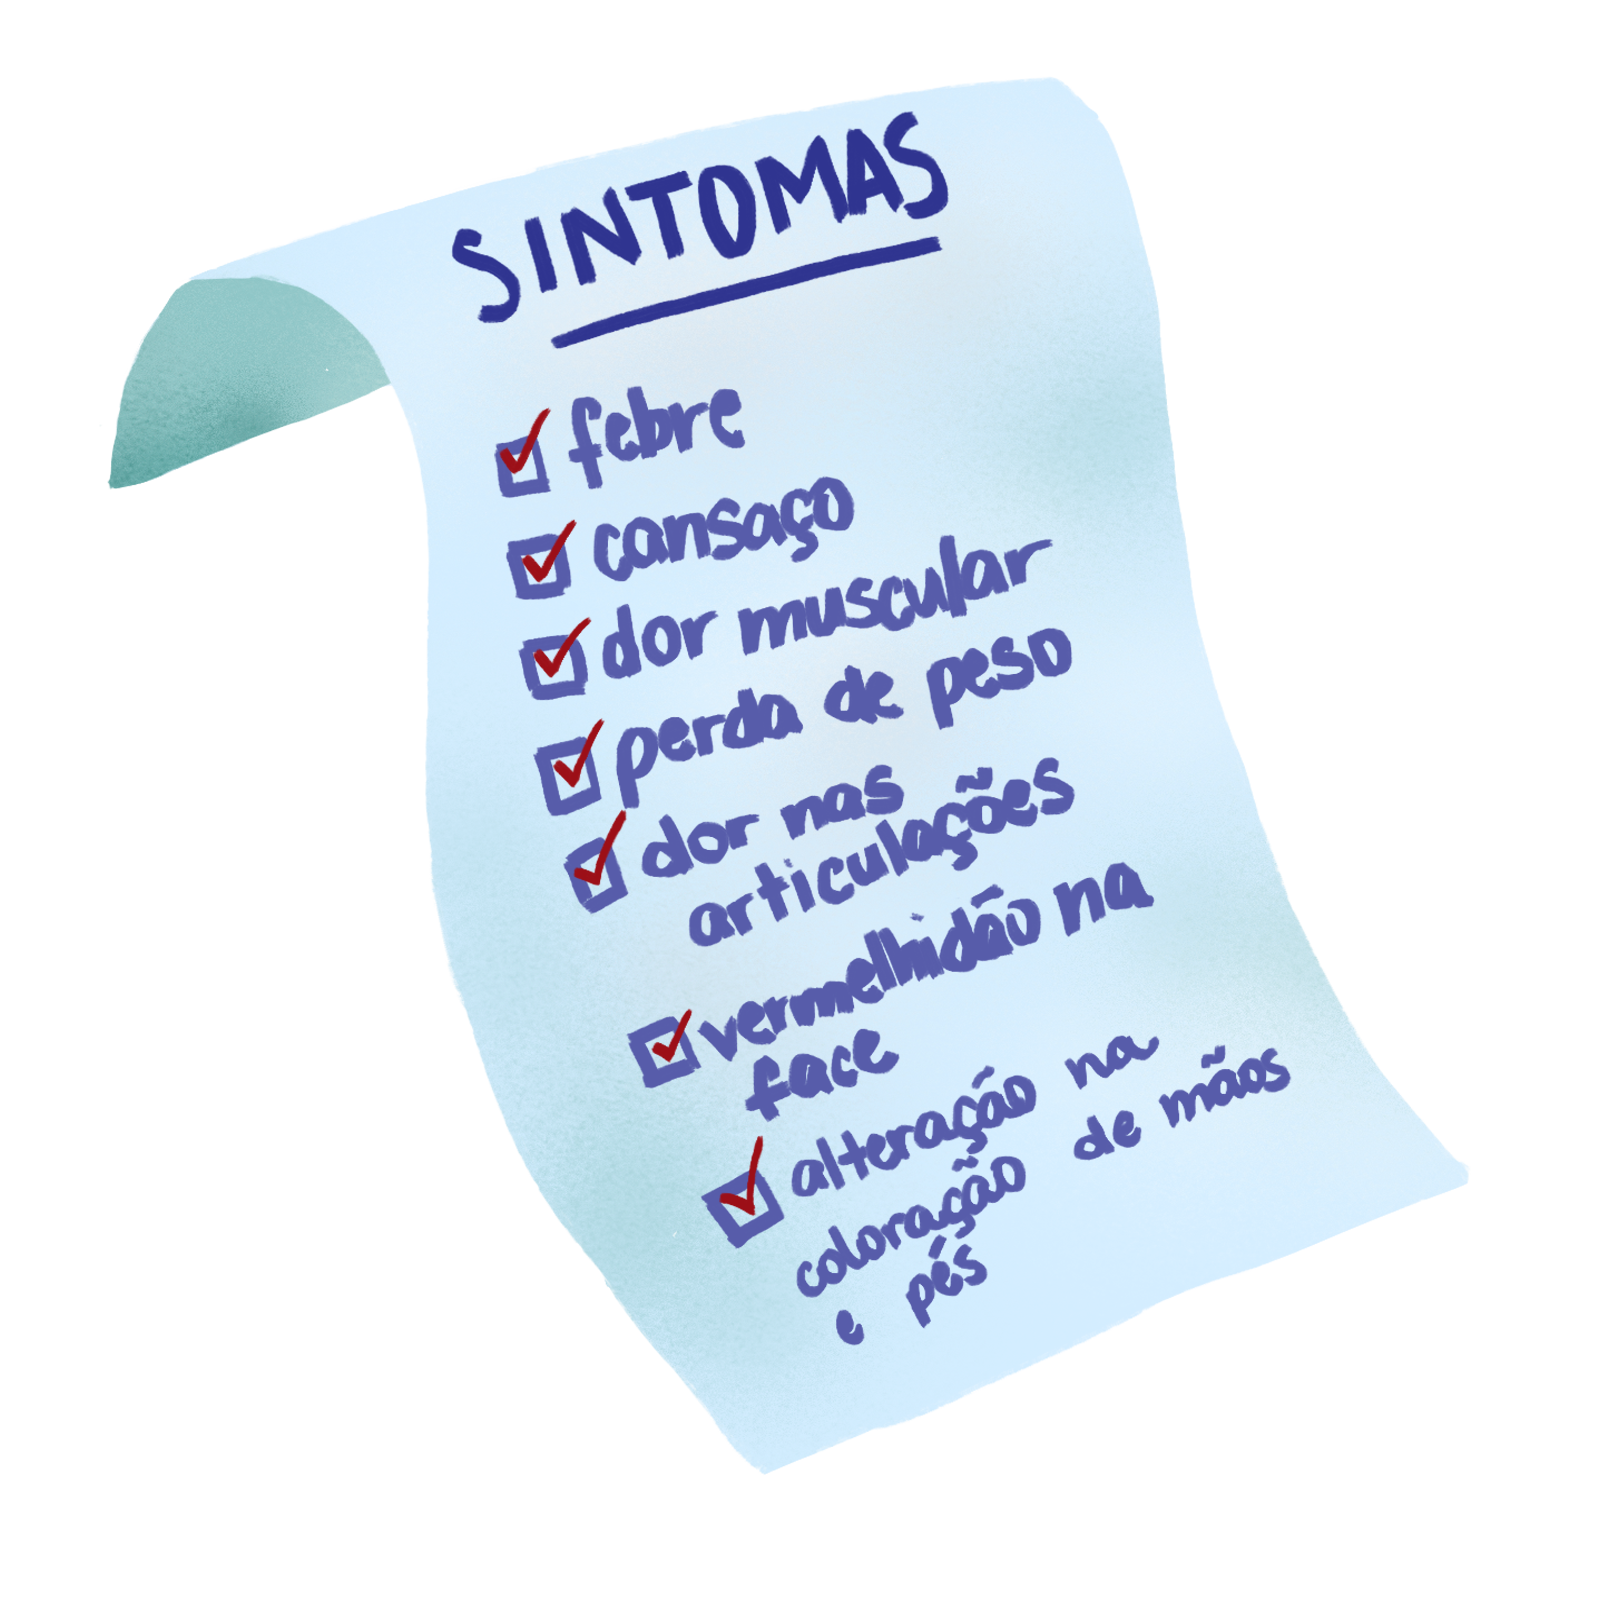 SINTOMAS
febre
cansaço
dor muscular
perda de peso
dor nas
articulações
vermelhidão na
face
alteração na
coloração de mãos
e pés